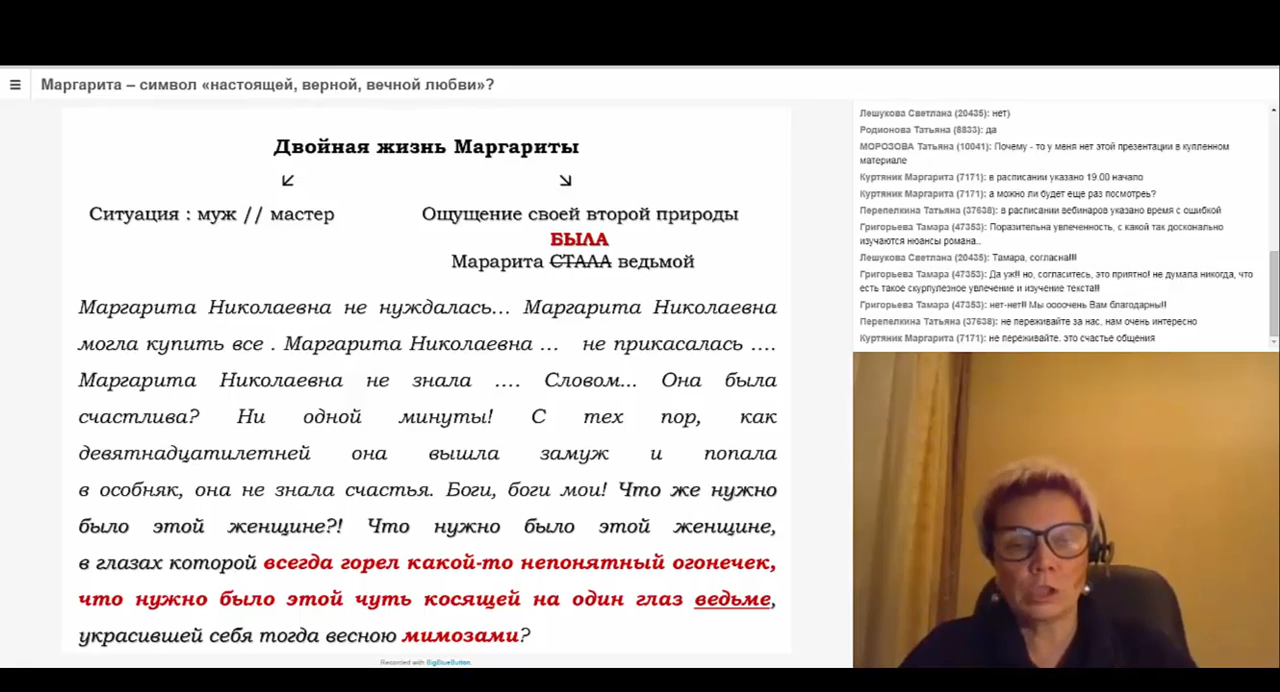 Маргарита – символ «настоящей, верной, вечной любви»?
Двойная жизнь Маргариты
Ситуация : муж // мастер
Ощущение своей второй природы
БЫЛА
Марарита СТАЛА ведьмой
Маргарита Николаевна не нуждалась... Маргарита Николаевна
могла купить все . Маргарита Николаевна ... не прикасалась ....
Маргарита Николаевна не знала .... Словом... Она была
счастлива? Ни одной минуты! С тех пор, как
девятнадцатилетней она вышла замуж и попала
в особняк, она не знала счастья. Боги, боги мои! Что же нужно
было этой женщине?! Что нужно было этой женщине,
в глазах которой всегда горел какой-то непонятный огонечек,
что нужно было этой чуть косящей на один глаз ведьме,
украсившей себя тогда весною мимозами?
Recorded with BigBlueButton.
Лешукова Светлана (20435): нет)
Родионова Татьяна (8833): да
МОРОЗОВА Татьяна (10041): Почему - то у меня нет этой презентации в купленном
материале
Куртяник Маргарита (7171): в расписании указано 19.00 начало
Куртяник Маргарита (7171): а можно ли будет еще раз посмотреь?
Перепелкина Татьяна (37638): в расписании вебинаров указано время с ошибкой
Григорьева Тамара (47353): Поразительна увлеченность, с какой так доскональо
изучаются нюансы романа..
Лешукова Светлана (20435): Тамара, согласна!!!
Григорьева Тамара (47353): Да уж!! но, согласитесь, это приятно! не думала никогда, что
есть такое скурпулезное увлечение и изучение текста!!!
Григорьева Тамара (47353): нет-нет!! Мы оооочень Вам благодарны!!
Перепелкина Татьяна (37638): не переживайте за нас, нам очень интересно
Куртяник Маргарита (7171): не переживайте. это счастье общения